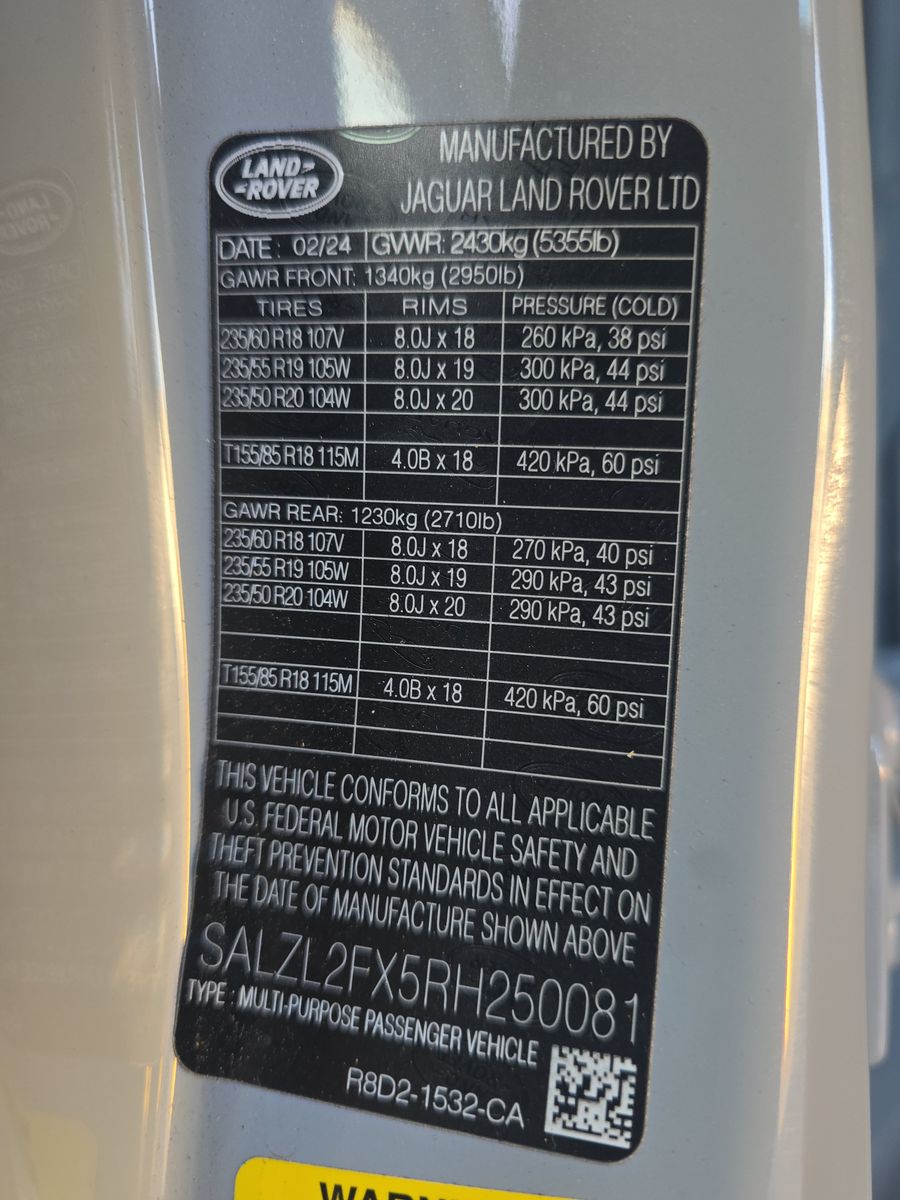 LAND-
-ROVER
MANUFACTURED BY
JAGUAR LAND ROVER LTD
DATE: 02/24 GVWR: 2430kg (5355lb)
GAWR FRONT: 1340kg (2950lb)
TIRES RIMS PRESSURE (COLD)
235/60 R18 107V 8.0J x 18 260 kPa, 38 psi
235/55 R19 105W 8.0J x 19 300 kPa, 44 psi
235/50 R20 104W 8.0J x 20 300 kPa, 44 psi
T155/85 R18 115M 4.0B x 18 420 kPa, 60 psi
GAWR REAR: 1230kg (2710lb)
235/60 R18 107V 8.0J x 18 270 kPa, 40 psi
235/55 R19 105W 8.0J x 19 290 kPa, 43 psi
235/50 R20 104W 8.0J x 20 290 kPa, 43 psi
T155/85 R18 115M 4.0B x 18 420 kPa, 60 psi
THIS VEHICLE CONFORMS TO ALL APPLICABLE
U.S. FEDERAL MOTOR VEHICLE SAFETY AND
THEFT PREVENTION STANDARDS IN EFFECT ON
THE DATE OF MANUFACTURE SHOWN ABOVE
SALZL2FX5RH250081
TYPE : MULTI-PURPOSE PASSENGER VEHICLE
R8D2-1532-CA